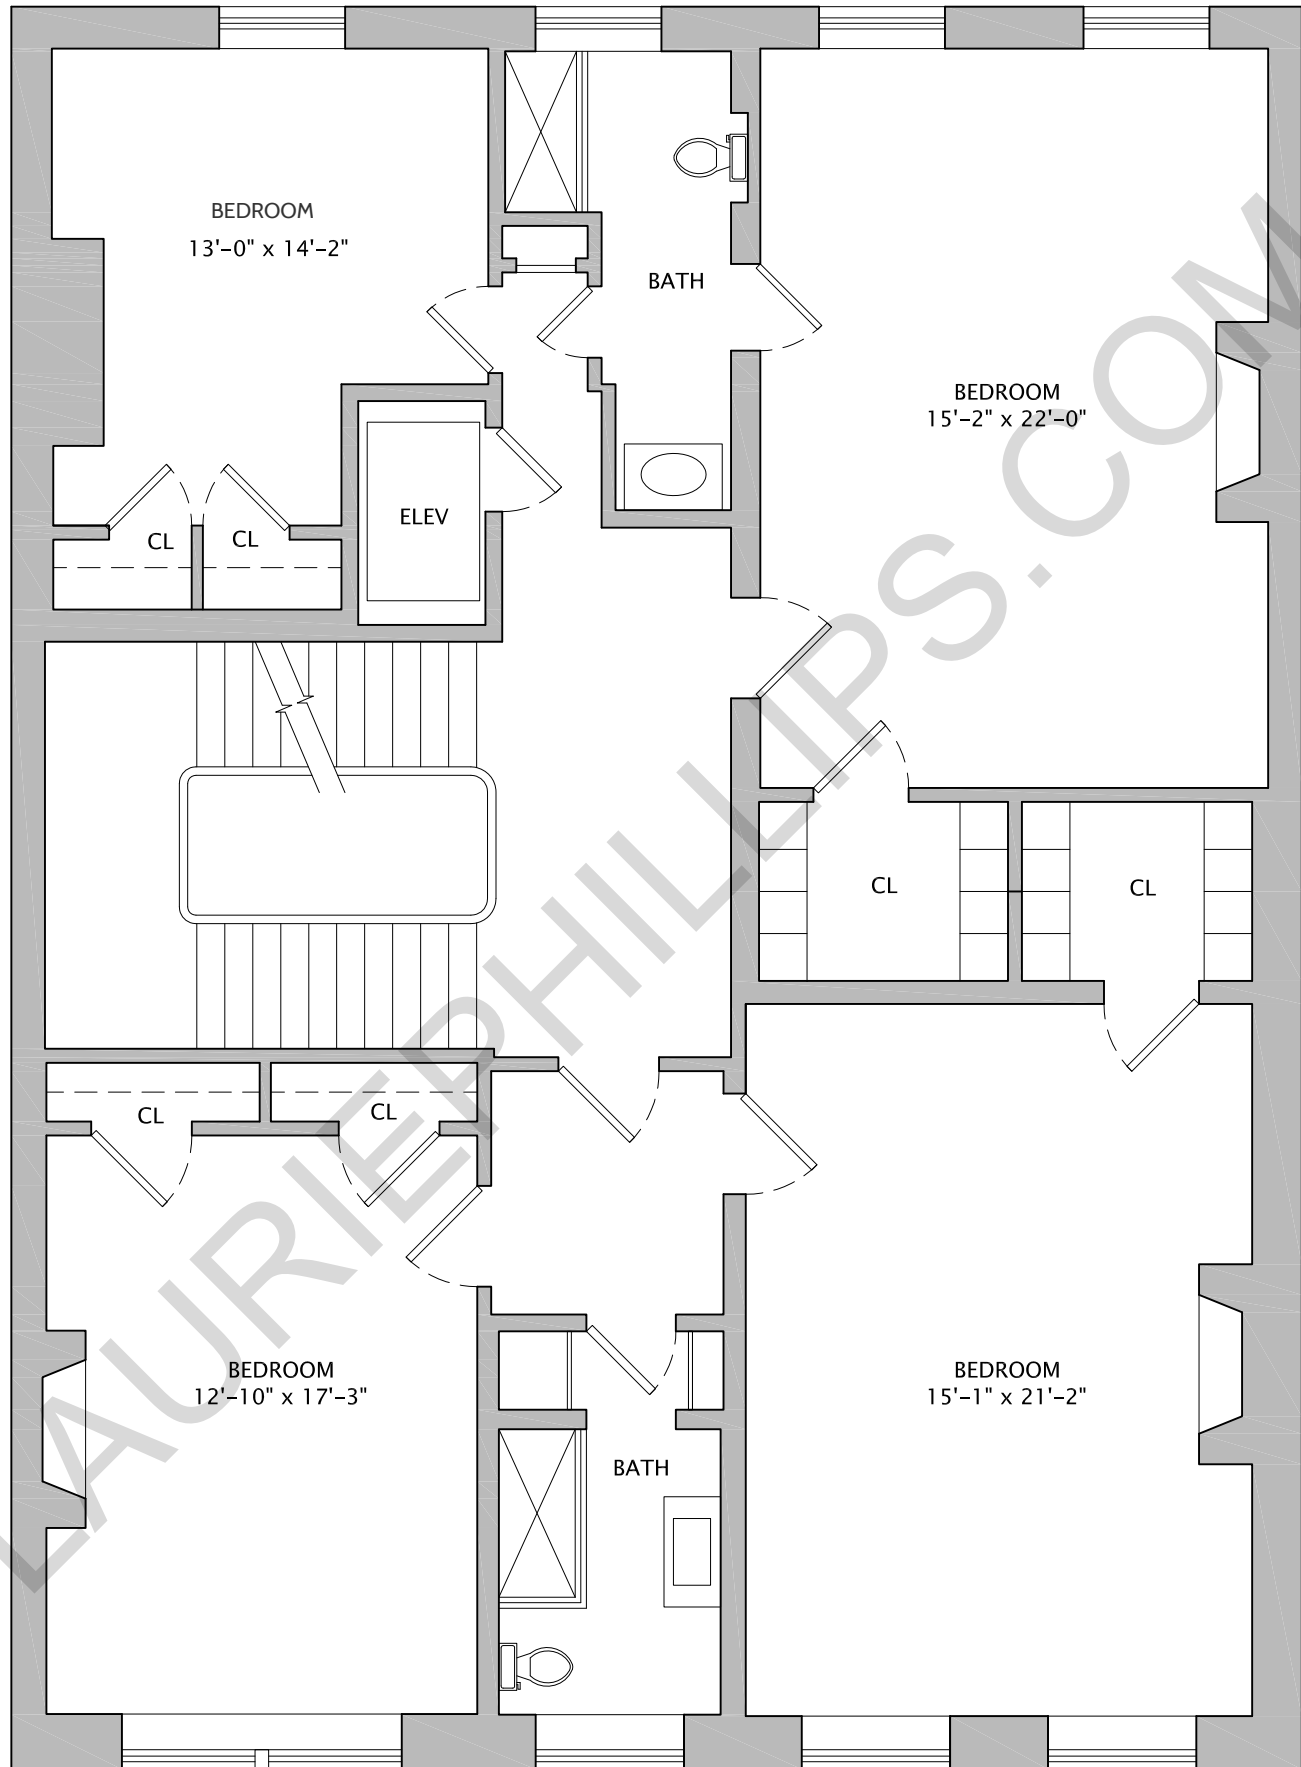 BEDROOM
13'-0" x 14'-2"
BATH
BEDROOM
15'-2" x 22'-0"
ELEV
CL
CL
CL
CL
CL
CL
BEDROOM
12'-10" x 17'-3"
BEDROOM
15'-1" x 21'-2"
BATH
LAURIEPHILLIPS.COM